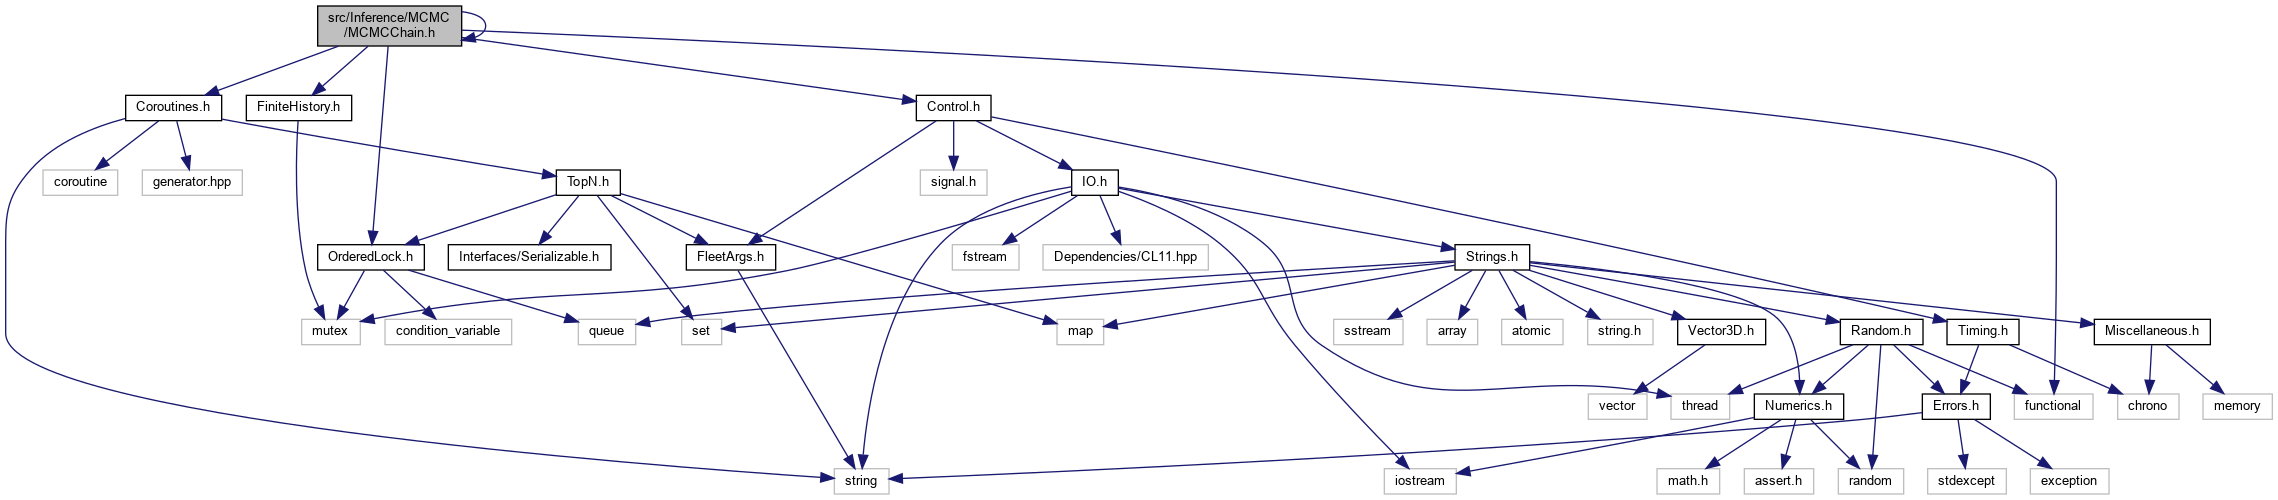 src/Inference/MCMC
/MCMCChain.h
Coroutines.h
FiniteHistory.h
Control.h
coroutine
generator.hpp
TopN.h
signal.h
IO.h
OrderedLock.h
Interfaces/Serializable.h
FleetArgs.h
fstream
Dependencies/CL11.hpp
Strings.h
mutex
condition_variable
queue
set
map
sstream
array
atomic
string.h
Vector3D.h
Random.h
Timing.h
Miscellaneous.h
vector
thread
Numerics.h
Errors.h
functional
chrono
memory
string
iostream
math.h
assert.h
random
stdexcept
exception